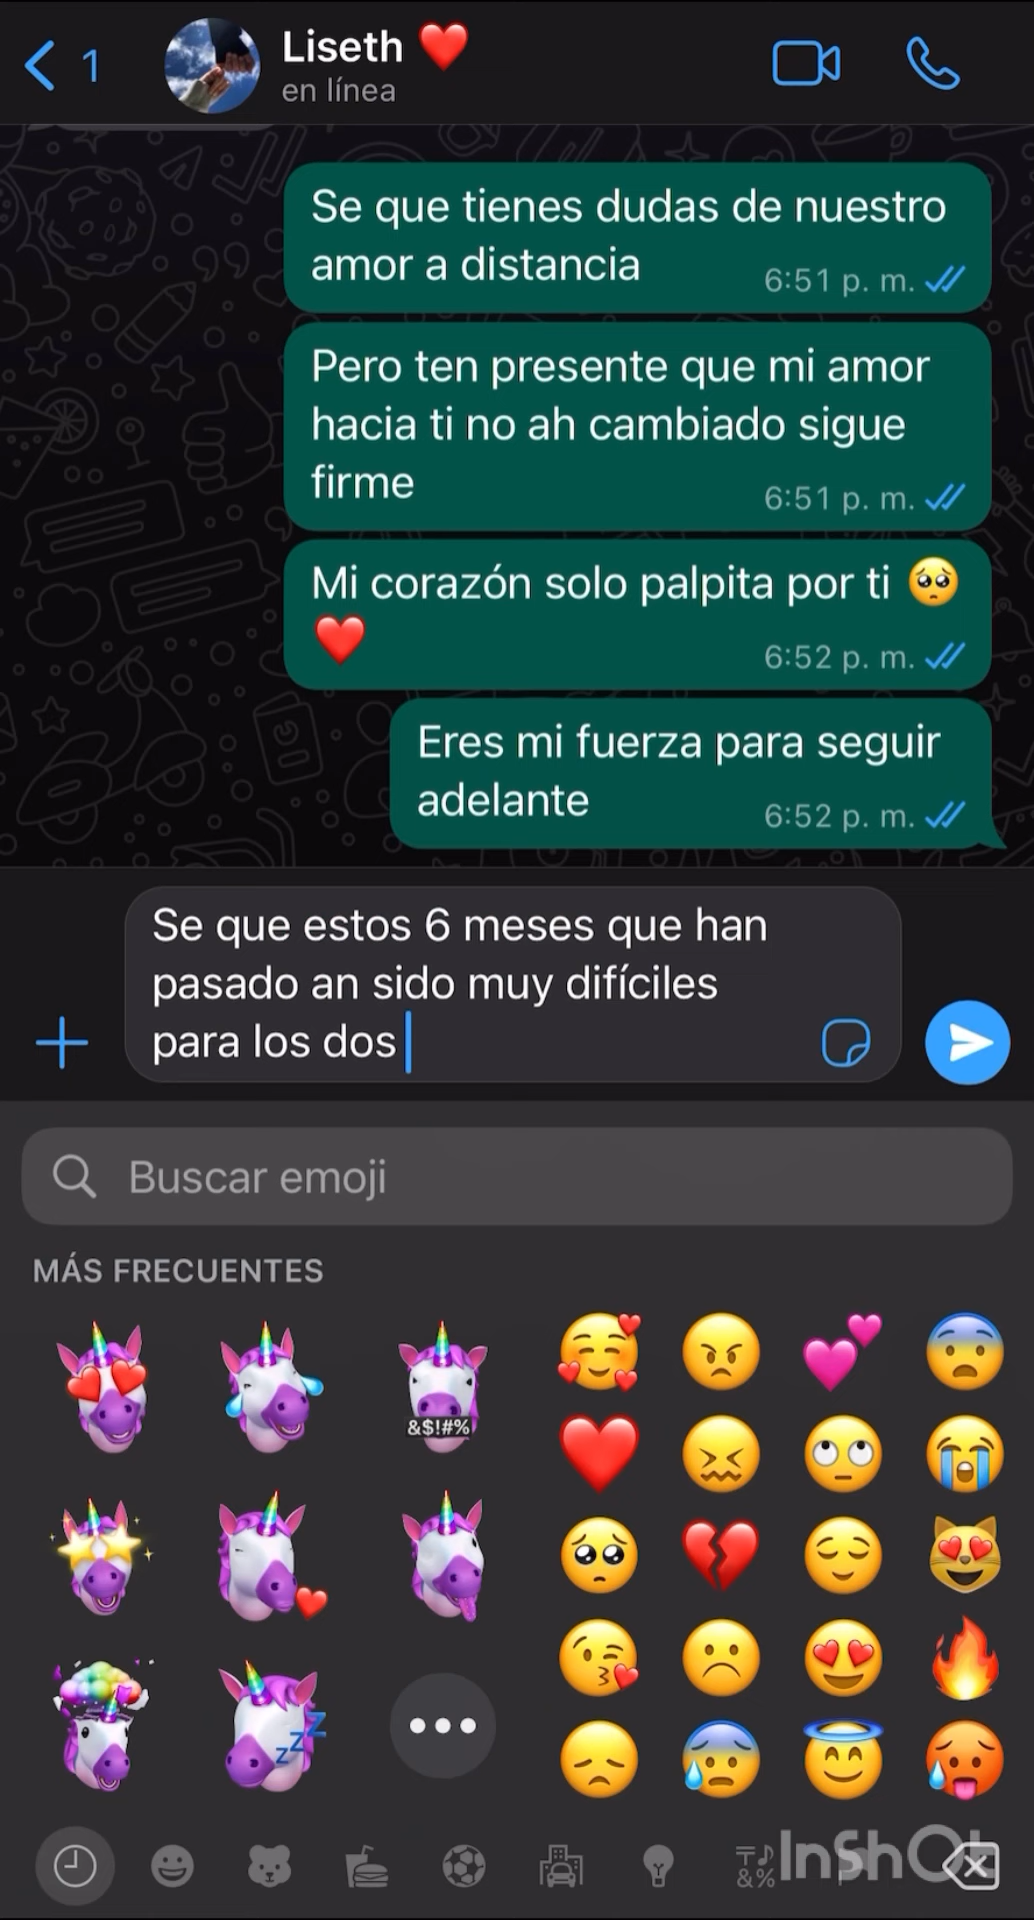 1
Liseth ❤️
en línea
Se que tienes dudas de nuestro
amor a distancia
6:51 p. m.
Pero ten presente que mi amor
hacia ti no ah cambiado sigue
firme
6:51 p. m.
Mi corazón solo palpita por ti 🥺
❤️
6:52 p. m.
Eres mi fuerza para seguir
adelante
6:52 p. m.
Se que estos 6 meses que han
pasado an sido muy difíciles
para los dos
Buscar emoji
MÁS FRECUENTES
&$!#%
zzz
InShOt